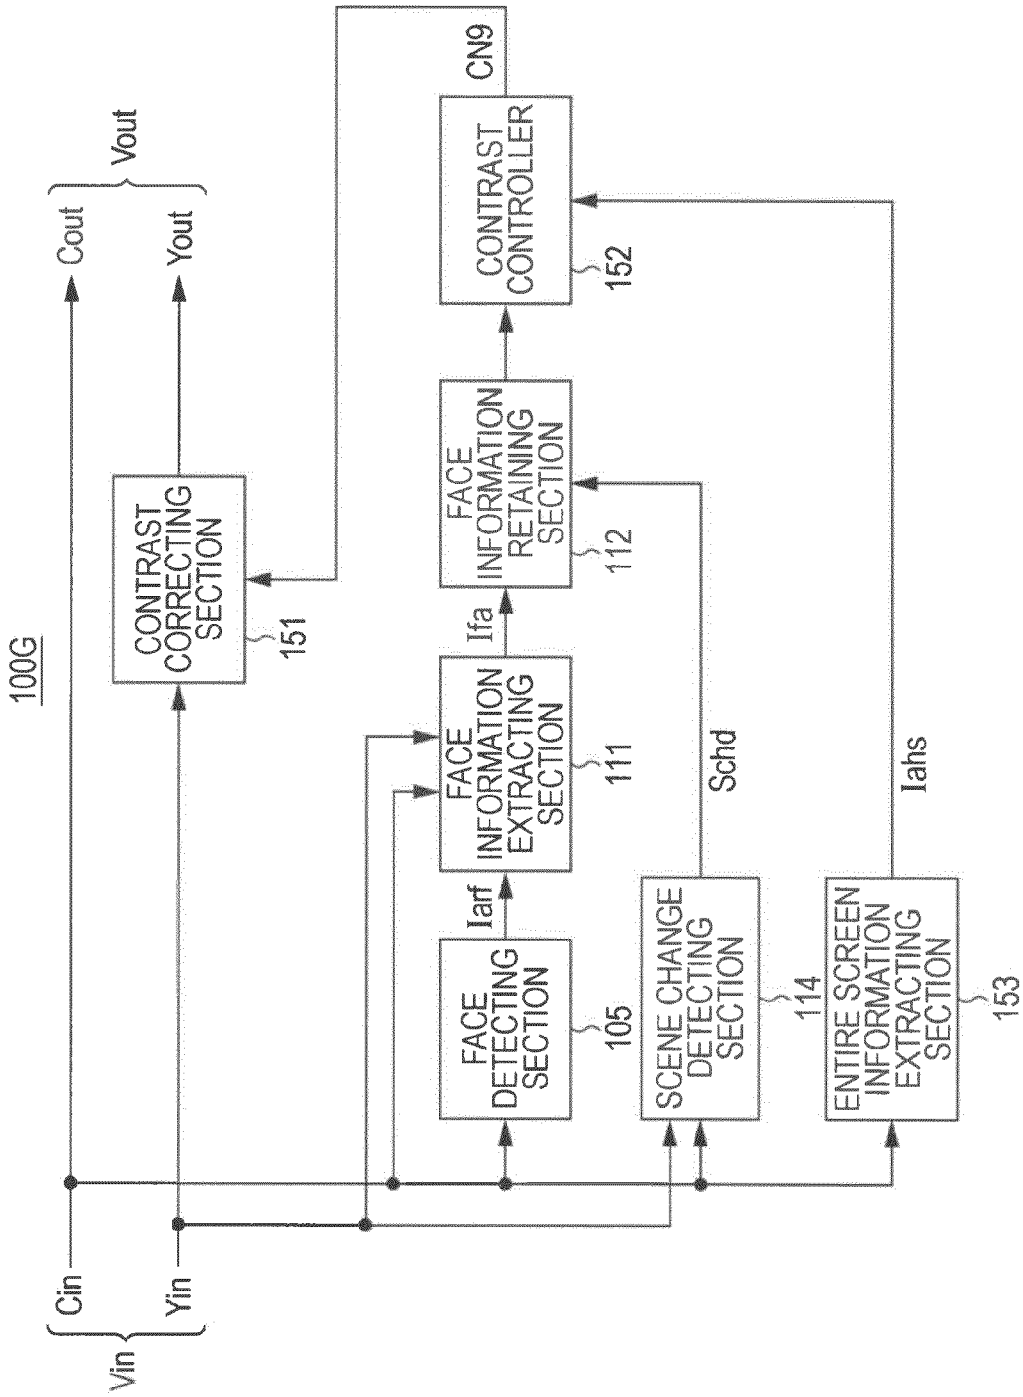 100G
Vin
Cin
Yin
Cout
Yout
Vout
CONTRAST
CORRECTING
SECTION
151
FACE
DETECTING
SECTION
105
Iarf
FACE
INFORMATION
EXTRACTING
SECTION
111
Ifa
FACE
INFORMATION
RETAINING
SECTION
112
CONTRAST
CONTROLLER
152
CN9
SCENE CHANGE
DETECTING
SECTION
114
Schd
ENTIRE SCREEN
INFORMATION
EXTRACTING
SECTION
153
Iahs